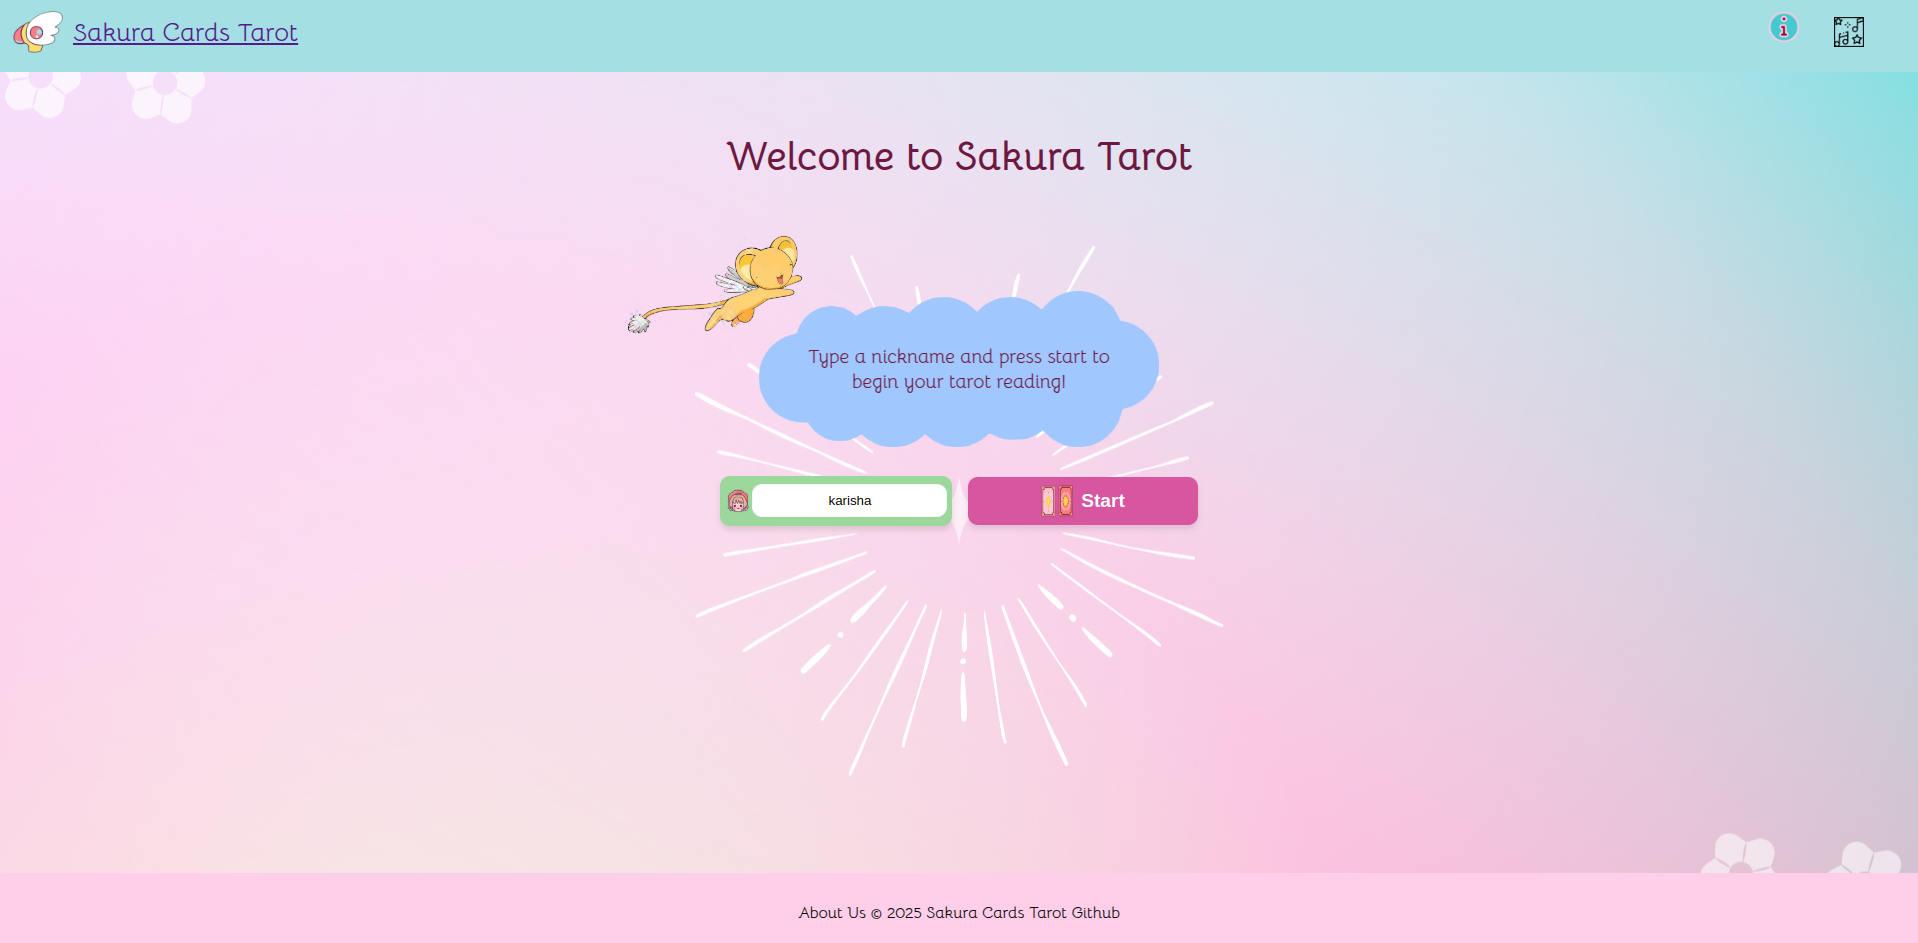 Sakura Cards Tarot
Welcome to Sakura Tarot
Type a nickname and press start to
begin your tarot reading!
karisha
Start
About Us © 2025 Sakura Cards Tarot Github